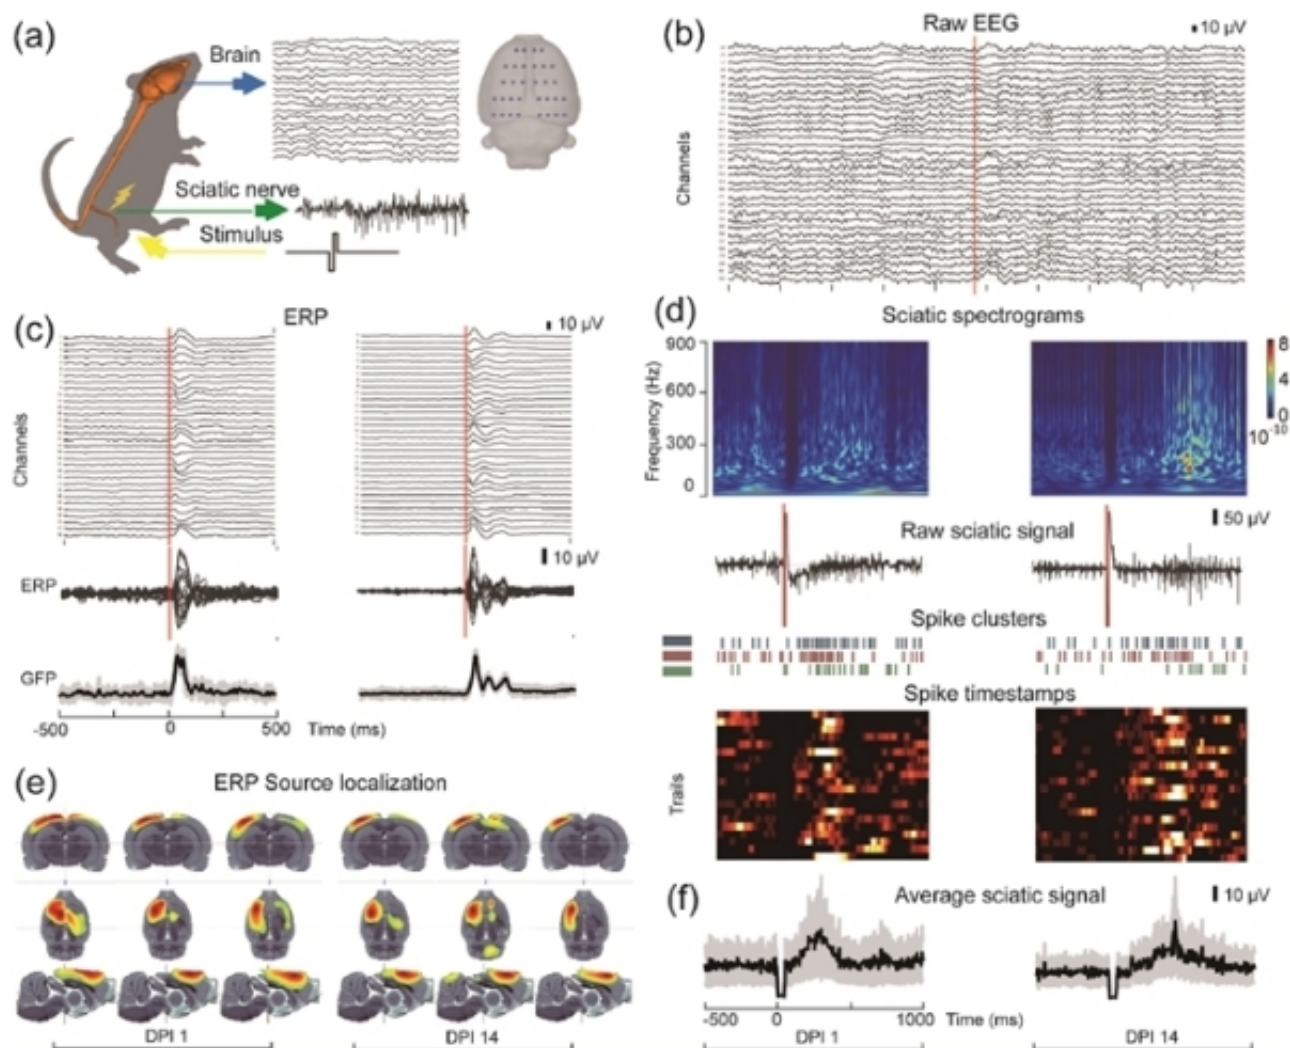 (a)
Brain
Sciatic nerve
Stimulus
(b)
Raw EEG
10 µV
Channels
(c)
ERP
10 µV
Channels
10 µV
ERP
GFP
-500 0 500 Time (ms)
(d)
Sciatic spectrograms
900
600
300
0
Frequency (Hz)
8
4
0
10-10
Raw sciatic signal
50 µV
Spike clusters
Spike timestamps
Trails
(e)
ERP Source localization
DPI 1
DPI 14
(f)
Average sciatic signal
10 µV
-500 0 1000 Time (ms)
DPI 1
DPI 14